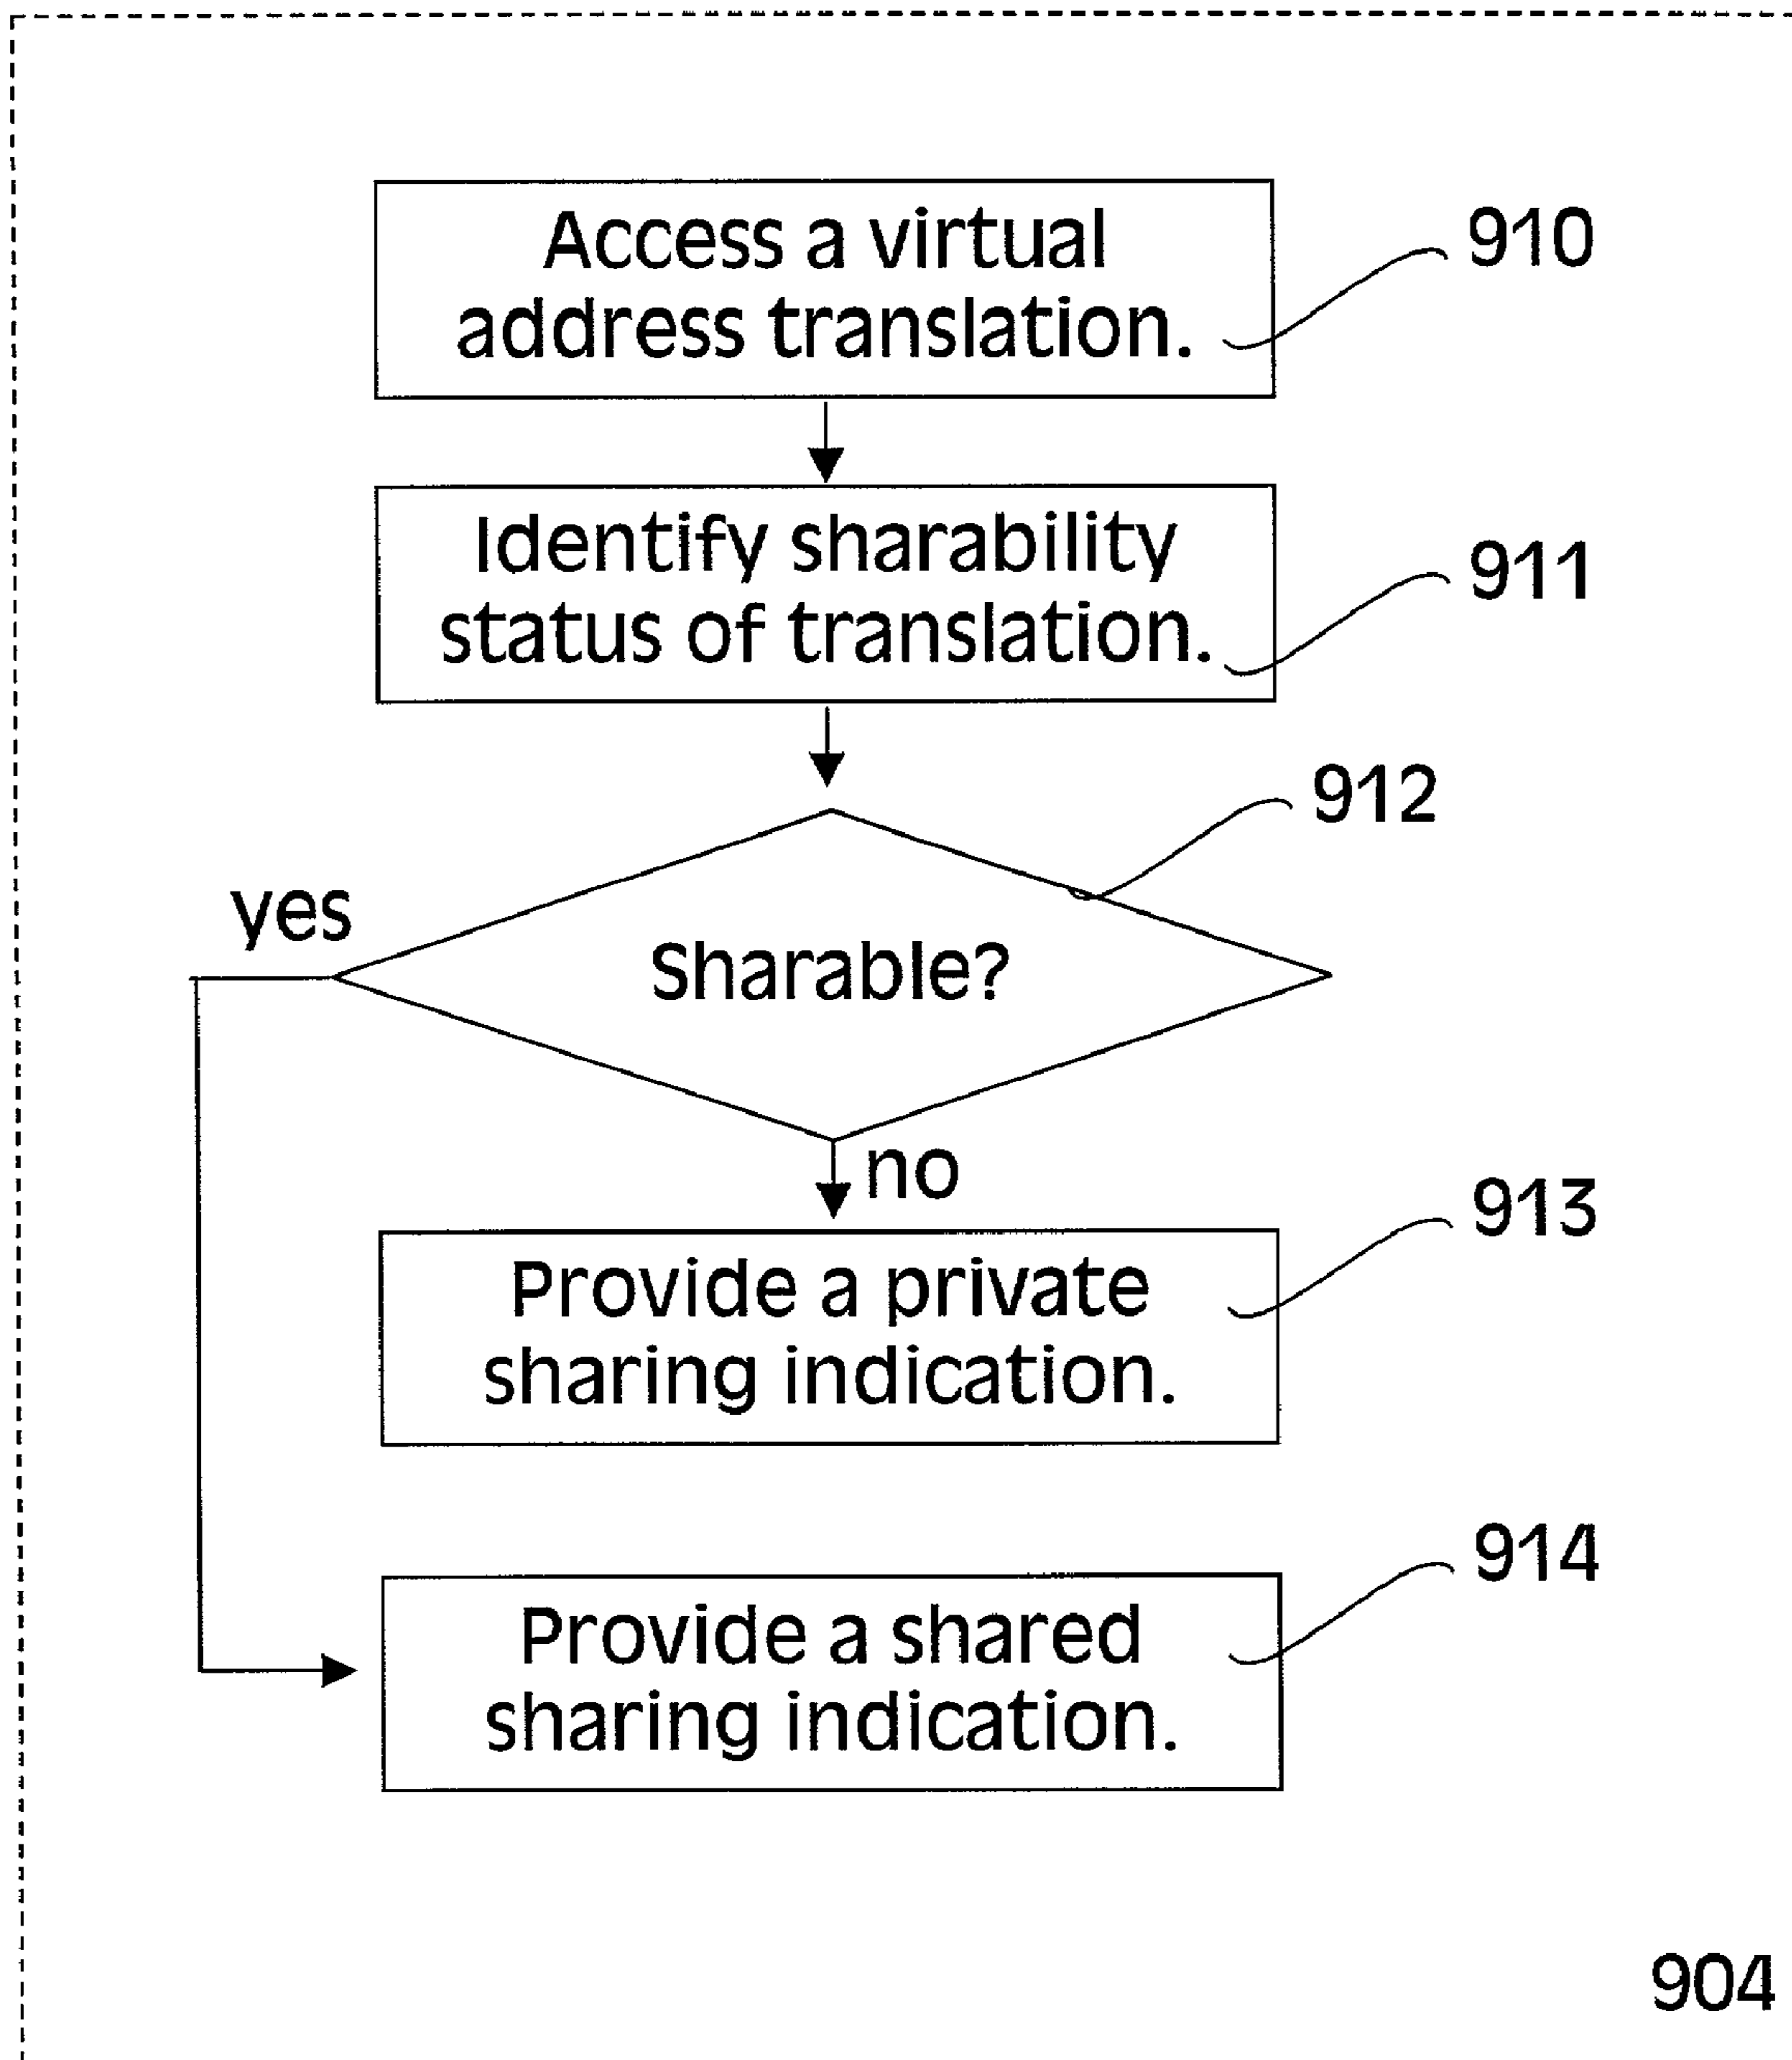 Access a virtual
address translation.
910
Identify sharability
status of translation.
911
912
yes
Sharable?
no
913
Provide a private
sharing indication.
914
Provide a shared
sharing indication.
904